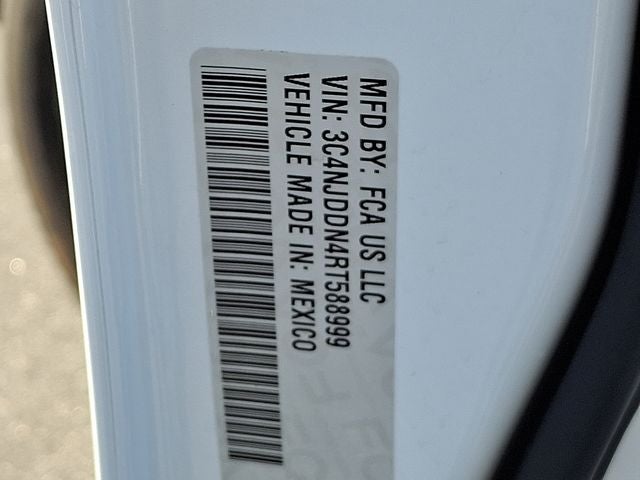 MFD BY: FCA US LLC
VIN: 3C4NJDDN4RT588999
VEHICLE MADE IN: MEXICO